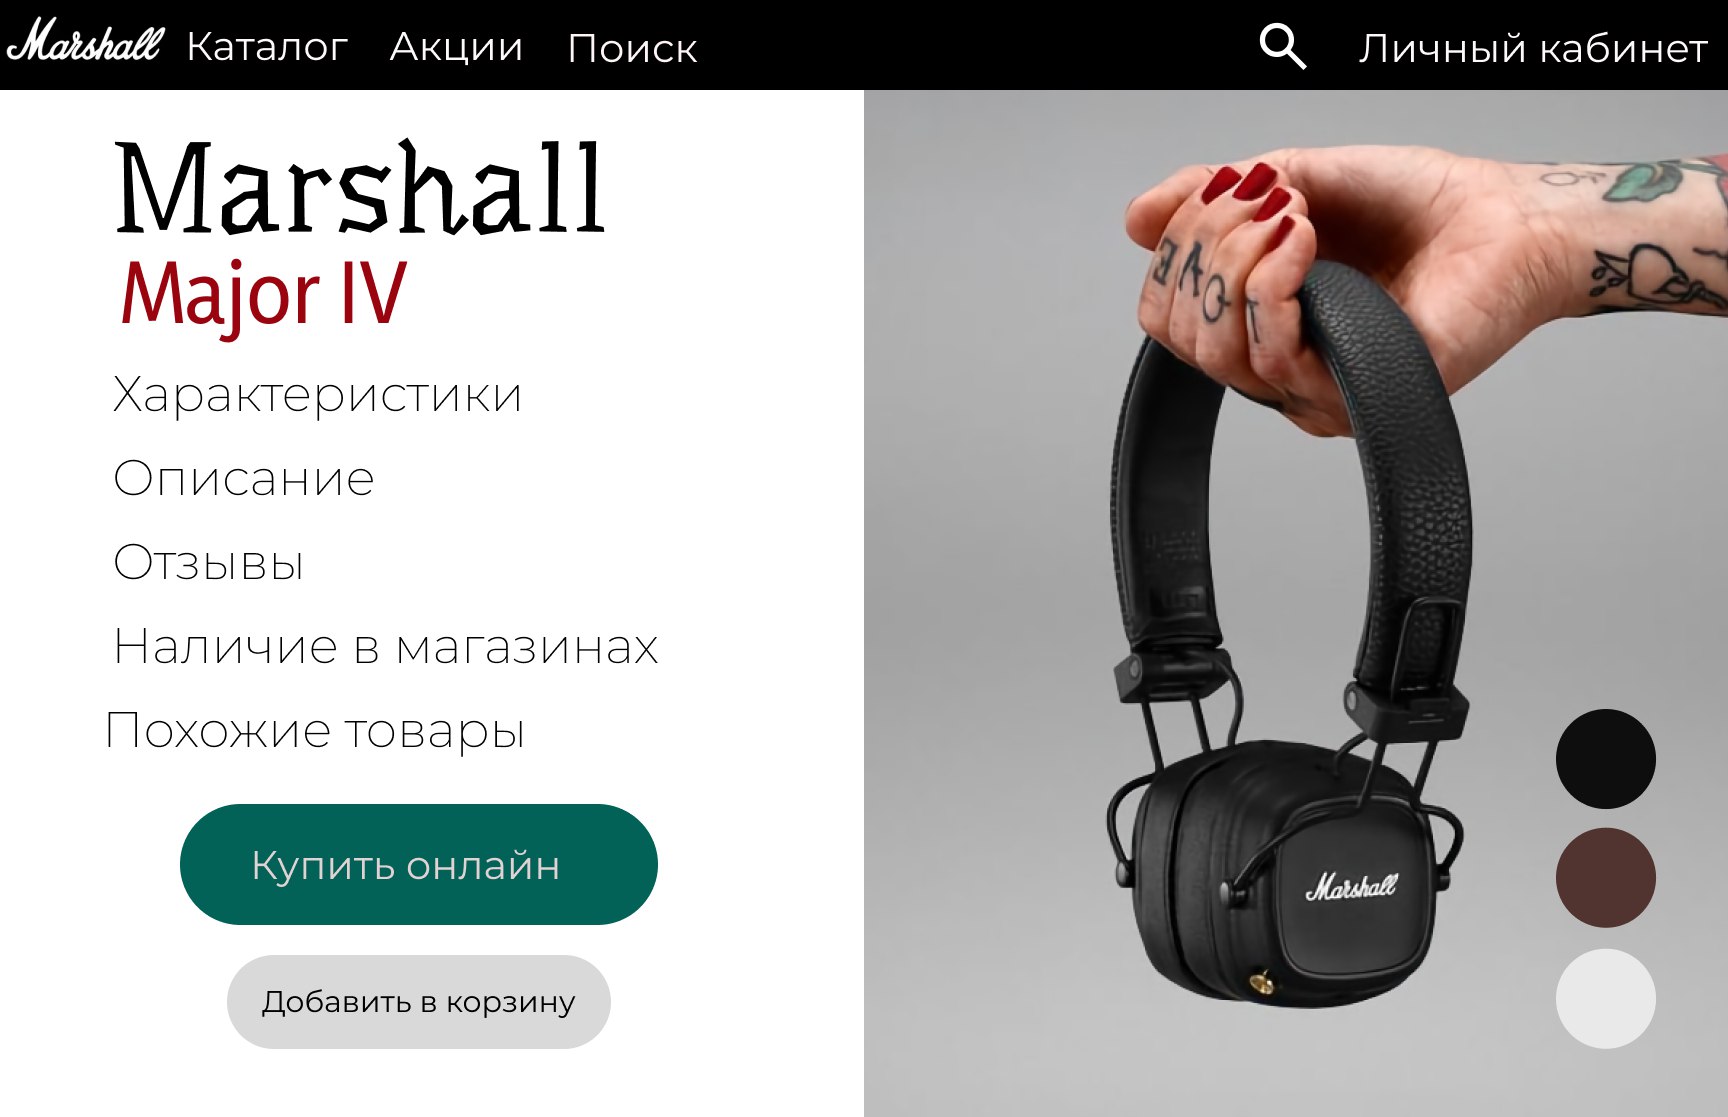 Marshall Каталог Акции Поиск Личный кабинет
Marshall
Major IV
Характеристики
Описание
Отзывы
Наличие в магазинах
Похожие товары
Купить онлайн
Добавить в корзину
LOVE
Marshall